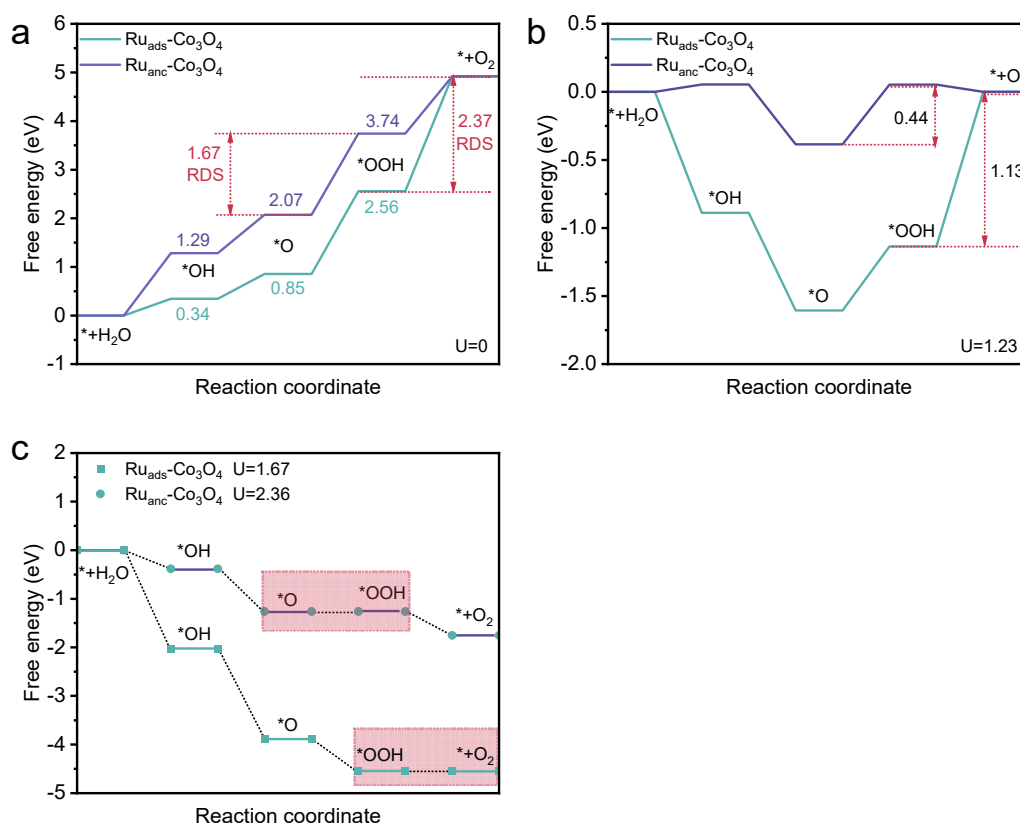 a
Ru_ads-Co3O4
Ru_anc-Co3O4
*+O2
6
5
4
3
2
1
0
-1
Free energy (eV)
3.74
1.67
RDS
2.37
RDS
*OOH
2.07
2.56
1.29
*O
*OH
0.85
0.34
*+H2O
U=0
Reaction coordinate
b
Ru_ads-Co3O4
Ru_anc-Co3O4
0.5
0.0
-0.5
-1.0
-1.5
-2.0
Free energy (eV)
*+O
*+H2O
0.44
1.13
*OH
*OOH
*O
U=1.23
Reaction coordinate
c
Ru_ads-Co3O4 U=1.67
Ru_anc-Co3O4 U=2.36
2
1
0
-1
-2
-3
-4
-5
Free energy (eV)
*+H2O
*OH
*O
*OOH
*+O2
*OH
*O
*OOH
*+O2
Reaction coordinate